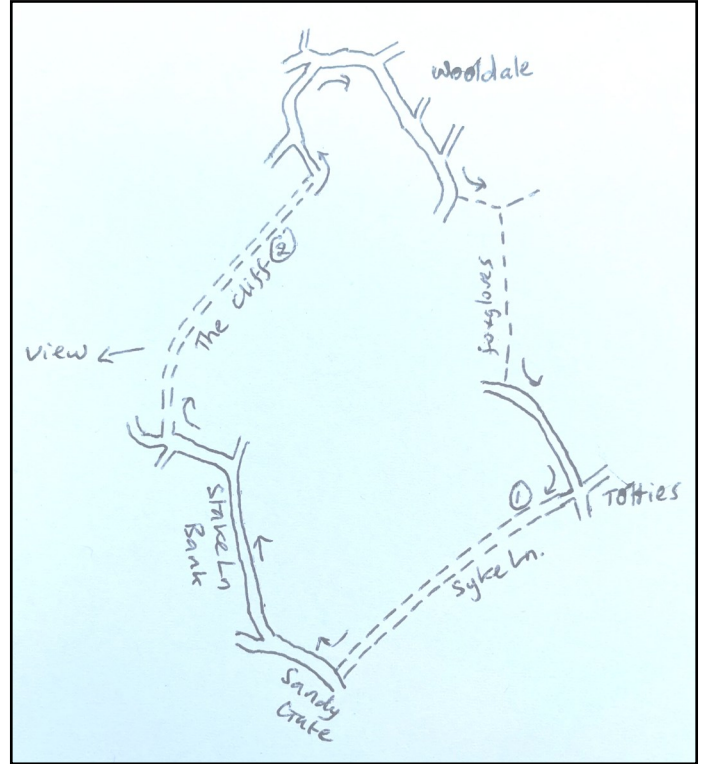 Wooldale
foxgloves
The Cliff ②
View
① Totties
Syke Ln.
Stake Ln
Bank
Sandy
Gate